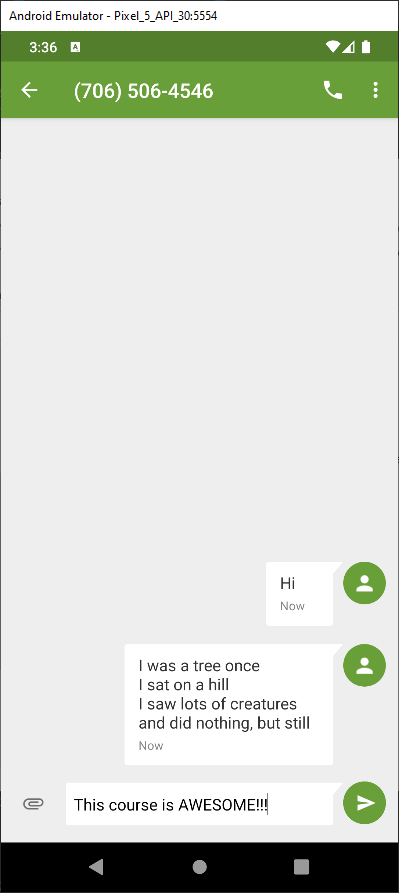 Android Emulator - Pixel_5_API_30:5554
3:36 A
(706) 506-4546
Hi
Now
I was a tree once
I sat on a hill
I saw lots of creatures
and did nothing, but still
Now
This course is AWESOME!!!